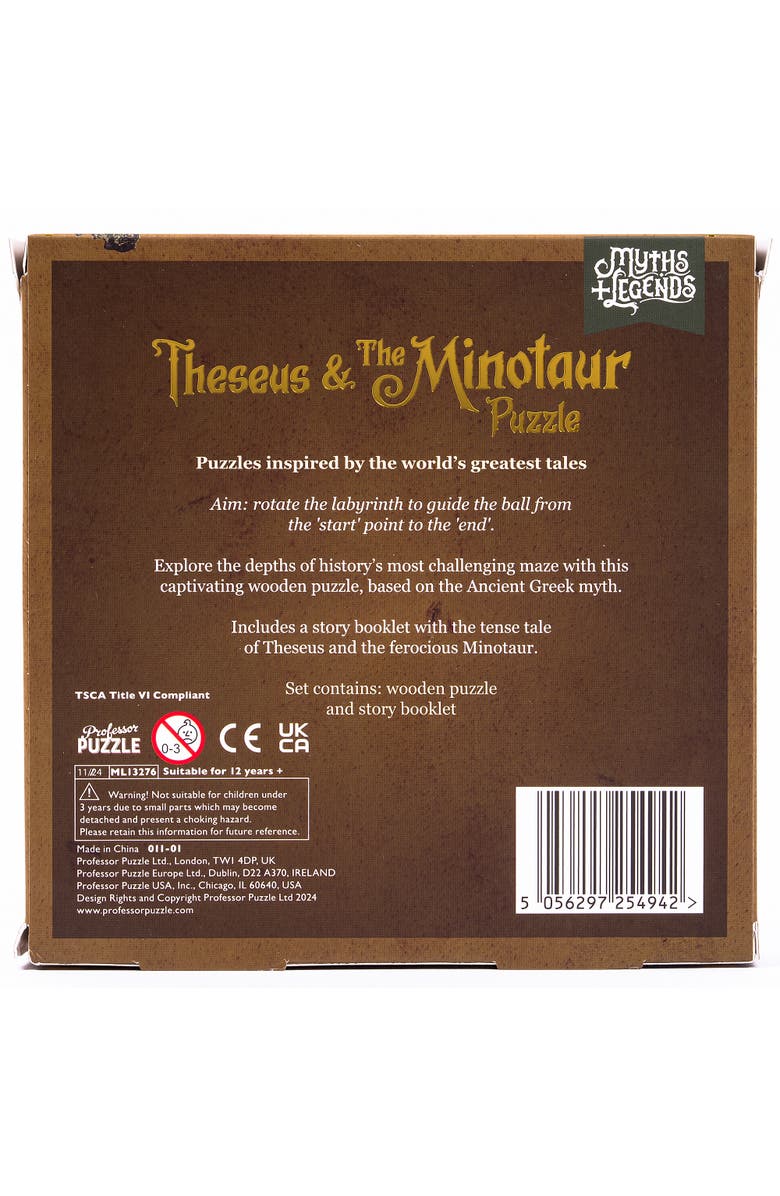 Myths
+Legends
Theseus & The Minotaur
Puzzle
Puzzles inspired by the world's greatest tales
Aim: rotate the labyrinth to guide the ball from
the 'start' point to the 'end'.
Explore the depths of history's most challenging maze with this
captivating wooden puzzle, based on the Ancient Greek myth.
Includes a story booklet with the tense tale
of Theseus and the ferocious Minotaur.
Set contains: wooden puzzle
and story booklet
TSCA Title VI Compliant
Professor
PUZZLE
0-3
CE
UK
CA
11/24 ML13276 Suitable for 12 years +
Warning! Not suitable for children under
3 years due to small parts which may become
detached and present a choking hazard.
Please retain this information for future reference.
Made in China 011-01
Professor Puzzle Ltd., London, TW1 4DP, UK
Professor Puzzle Europe Ltd., Dublin, D22 A370, IRELAND
Professor Puzzle USA, Inc., Chicago, IL 60640, USA
Design Rights and Copyright Professor Puzzle Ltd 2024
www.professorpuzzle.com
5 056297 254942 >